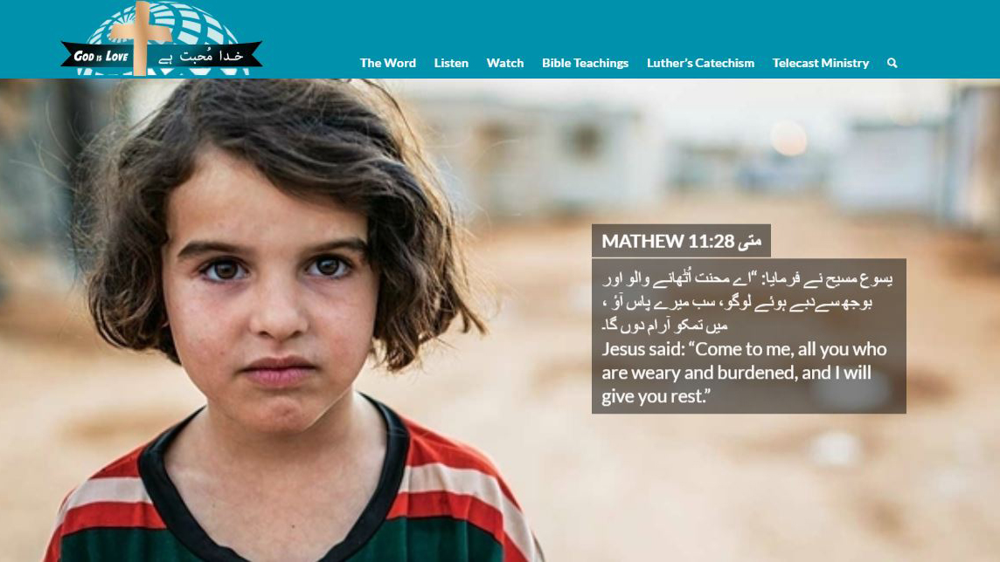 GOD IS LOVE
خدا مُحبت ہے
The Word
Listen
Watch
Bible Teachings
Luther's Catechism
Telecast Ministry
MATHEW 11:28 متی
یسوع مسیح نے فرمایا: “اے محنت اُٹھانے والو اور
بوجھ سےدبے ہوئے لوگو، سب میرے پاس آؤ ،
میں تمکو آرام دوں گا۔
Jesus said: “Come to me, all you who
are weary and burdened, and I will
give you rest.”